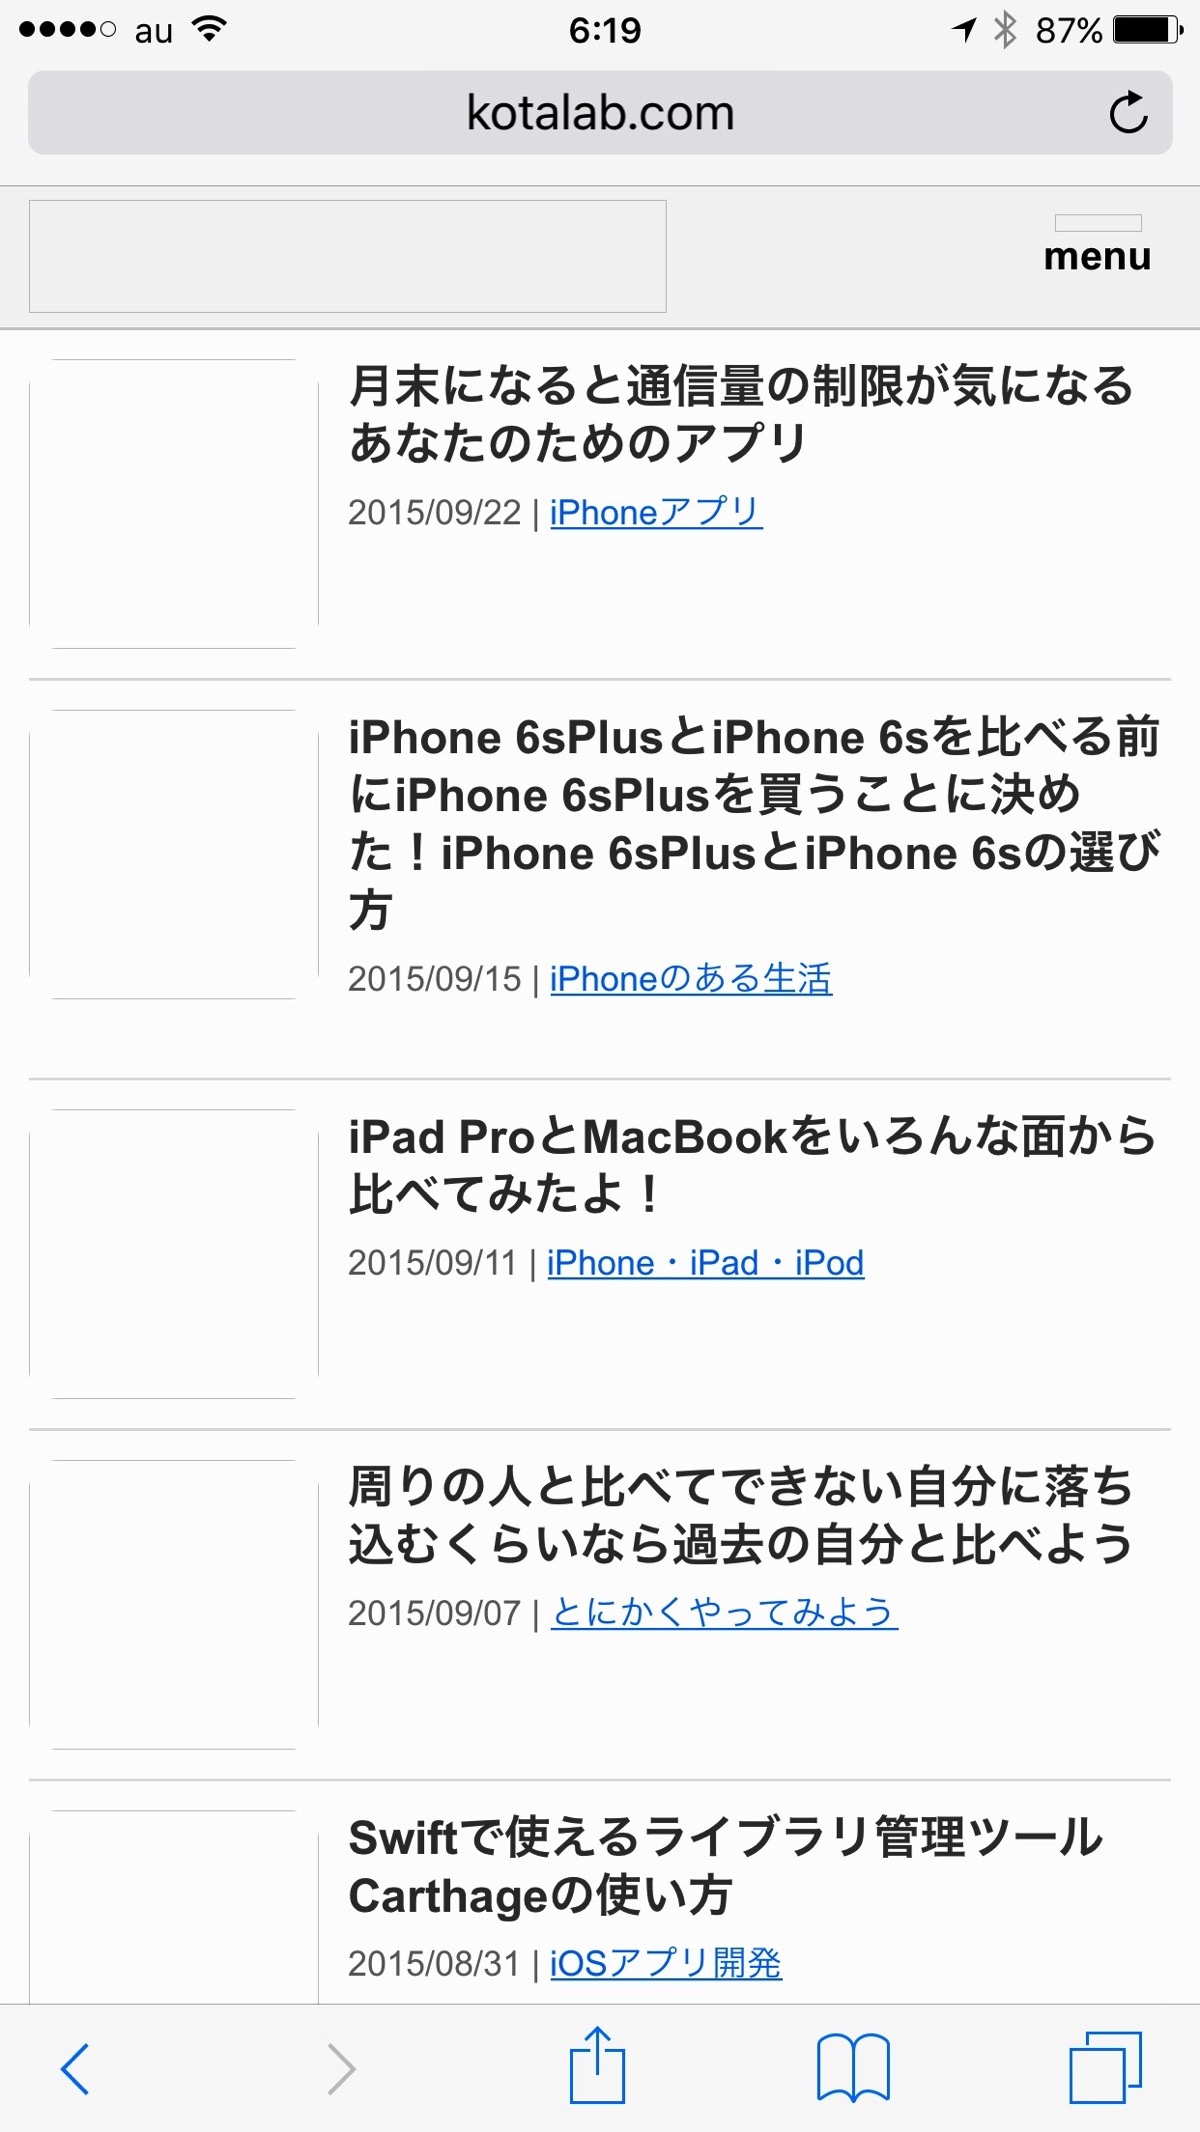 au 6:19 87%
kotalab.com
menu
月末になると通信量の制限が気になる
あなたのためのアプリ
2015/09/22 | iPhoneアプリ
iPhone 6sPlusとiPhone 6sを比べる前
にiPhone 6sPlusを買うことに決め
た！iPhone 6sPlusとiPhone 6sの選び
方
2015/09/15 | iPhoneのある生活
iPad ProとMacBookをいろんな面から
比べてみたよ！
2015/09/11 | iPhone・iPad・iPod
周りの人と比べてできない自分に落ち
込むくらいなら過去の自分と比べよう
2015/09/07 | とにかくやってみよう
Swiftで使えるライブラリ管理ツール
Carthageの使い方
2015/08/31 | iOSアプリ開発